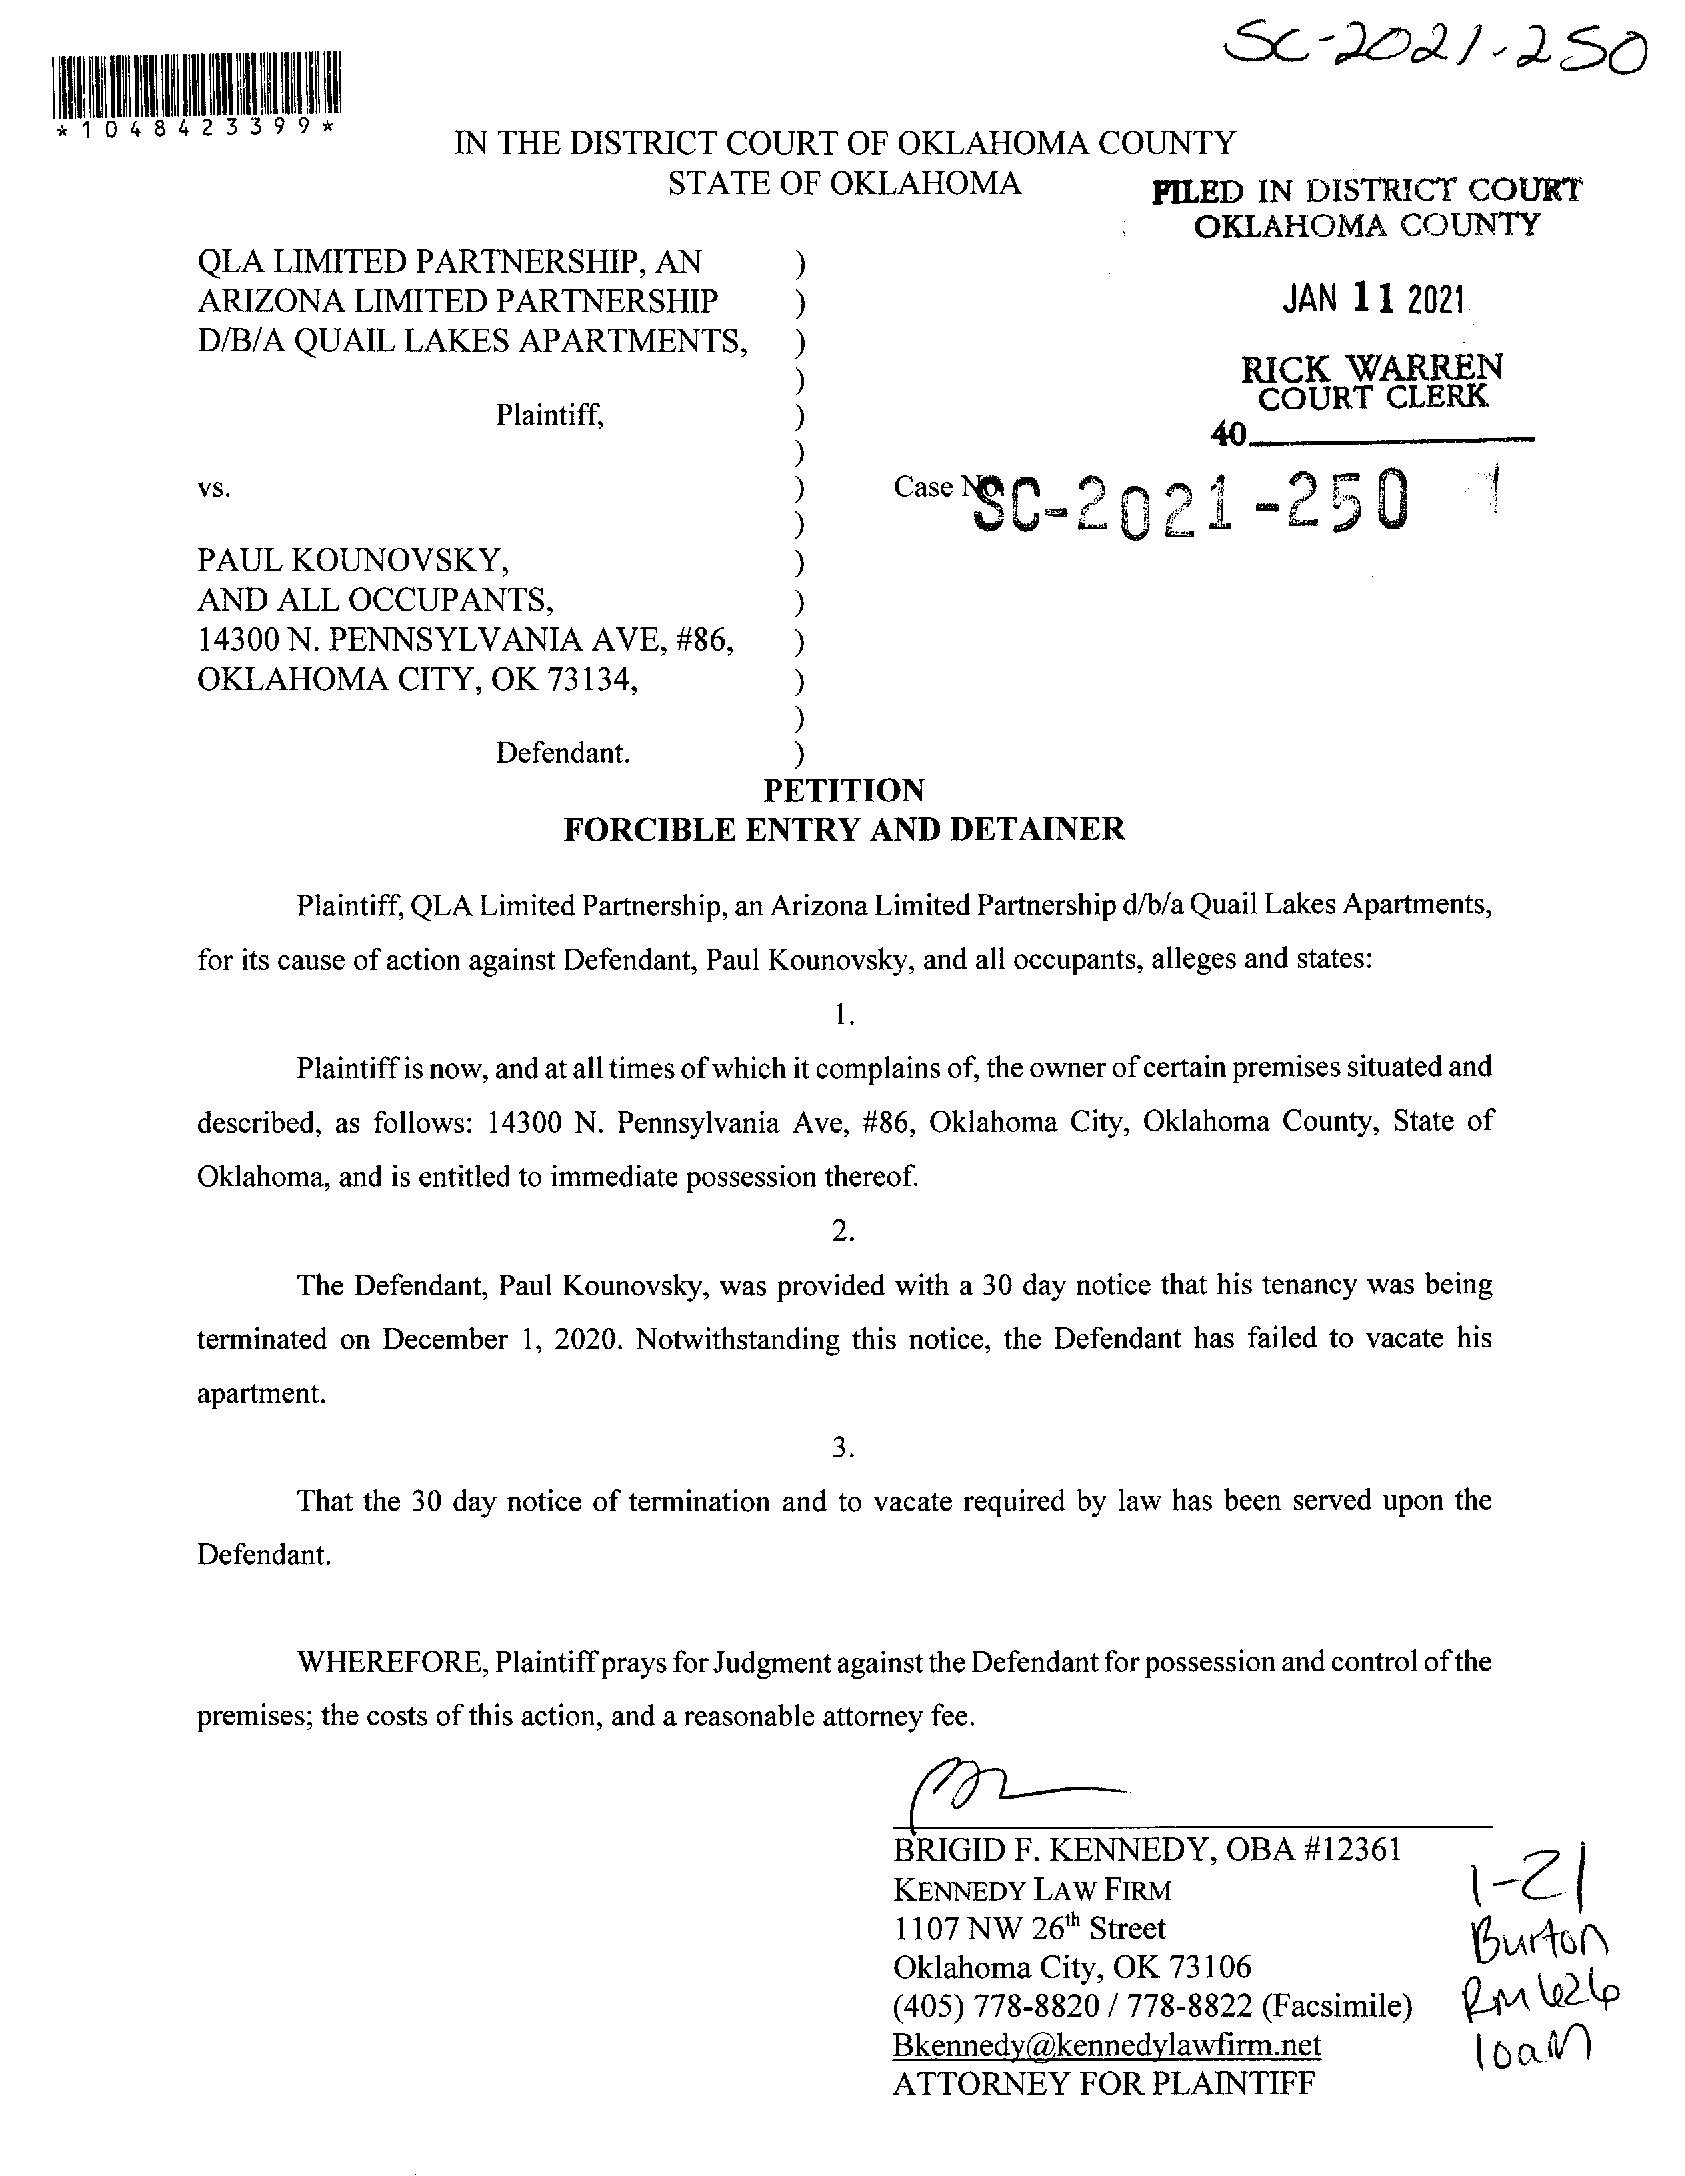 SC-2021-250
*1048423399*
IN THE DISTRICT COURT OF OKLAHOMA COUNTY
STATE OF OKLAHOMA
FILED IN DISTRICT COURT
OKLAHOMA COUNTY
JAN 11 2021
RICK WARREN
COURT CLERK
40
QLA LIMITED PARTNERSHIP, AN )
ARIZONA LIMITED PARTNERSHIP )
D/B/A QUAIL LAKES APARTMENTS, )
)
Plaintiff, )
)
vs. ) Case No. SC-2021-250
)
PAUL KOUNOVSKY, )
AND ALL OCCUPANTS, )
14300 N. PENNSYLVANIA AVE, #86, )
OKLAHOMA CITY, OK 73134, )
)
Defendant. )
PETITION
FORCIBLE ENTRY AND DETAINER
Plaintiff, QLA Limited Partnership, an Arizona Limited Partnership d/b/a Quail Lakes Apartments,
for its cause of action against Defendant, Paul Kounovsky, and all occupants, alleges and states:
1.
Plaintiff is now, and at all times of which it complains of, the owner of certain premises situated and
described, as follows: 14300 N. Pennsylvania Ave, #86, Oklahoma City, Oklahoma County, State of
Oklahoma, and is entitled to immediate possession thereof.
2.
The Defendant, Paul Kounovsky, was provided with a 30 day notice that his tenancy was being
terminated on December 1, 2020. Notwithstanding this notice, the Defendant has failed to vacate his
apartment.
3.
That the 30 day notice of termination and to vacate required by law has been served upon the
Defendant.
WHEREFORE, Plaintiff prays for Judgment against the Defendant for possession and control of the
premises; the costs of this action, and a reasonable attorney fee.
BRIGID F. KENNEDY, OBA #12361
KENNEDY LAW FIRM
1107 NW 26th Street
Oklahoma City, OK 73106
(405) 778-8820 / 778-8822 (Facsimile)
Bkennedy@kennedylawfirm.net
ATTORNEY FOR PLAINTIFF
1-21
Burton
Rm 626
10am